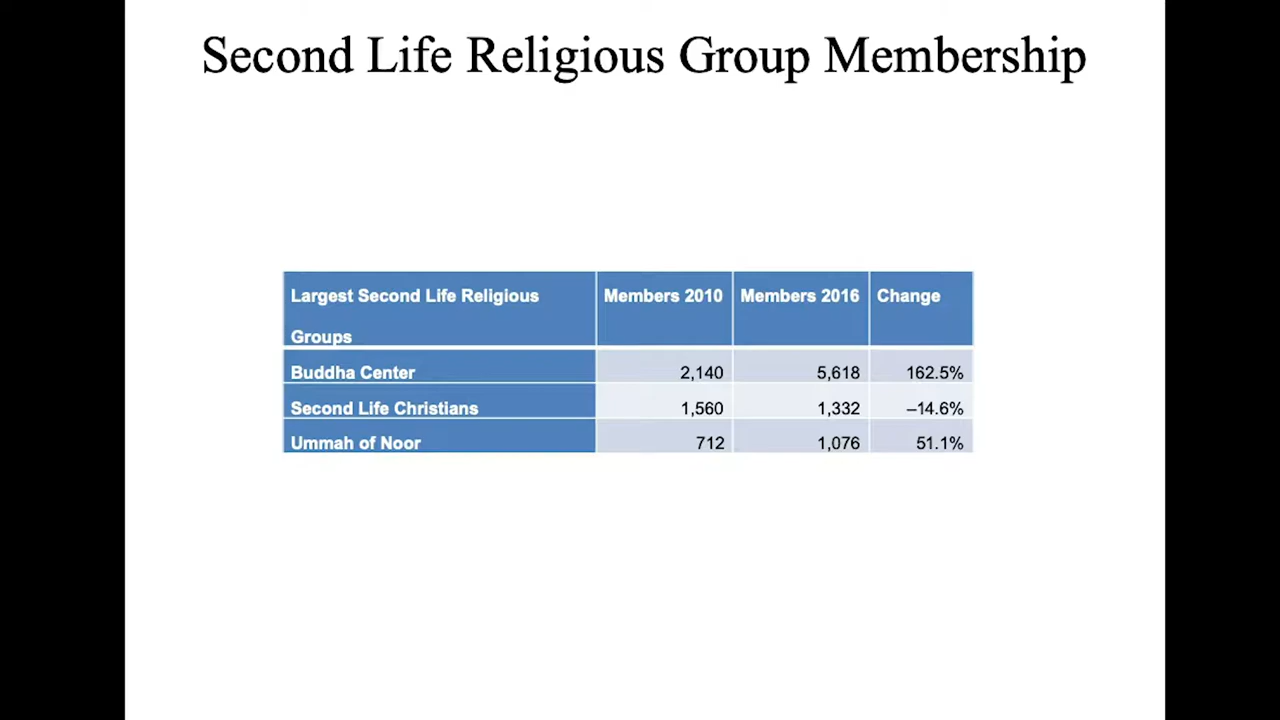 Second Life Religious Group Membership
Largest Second Life Religious Groups Members 2010 Members 2016 Change
Buddha Center 2,140 5,618 162.5%
Second Life Christians 1,560 1,332 –14.6%
Ummah of Noor 712 1,076 51.1%